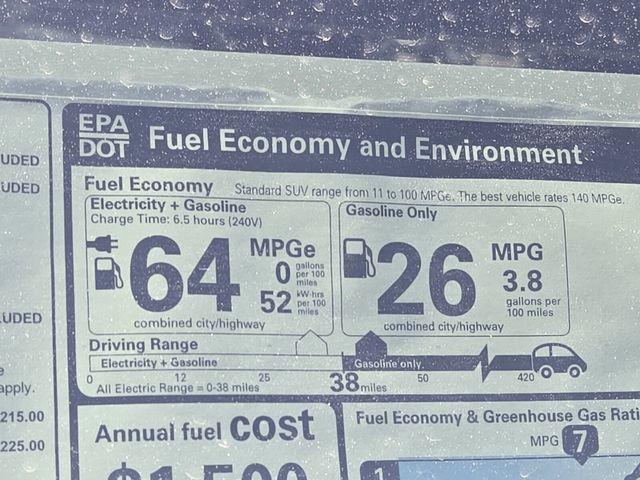 EPA
DOT
Fuel Economy and Environment
UDED
UDED
UDED
apply.
215.00
225.00
Fuel Economy
Standard SUV range from 11 to 100 MPGe. The best vehicle rates 140 MPGe.
Electricity + Gasoline
Charge Time: 6.5 hours (240V)
64
MPGe
0 gallons per 100 miles
52 kW-hrs per 100 miles
combined city/highway
Gasoline Only
26
MPG
3.8
gallons per
100 miles
combined city/highway
Driving Range
Electricity + Gasoline
Gasoline only
0 12 25 38 miles 50 420
All Electric Range = 0-38 miles
Annual fuel cost
$1,500
Fuel Economy & Greenhouse Gas Rati
MPG 7
1